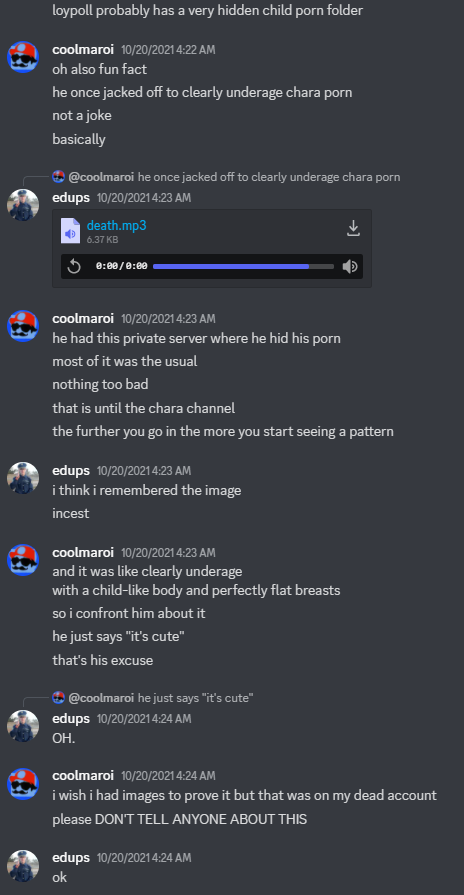 loypoll probably has a very hidden child porn folder
coolmaroi 10/20/2021 4:22 AM
oh also fun fact
he once jacked off to clearly underage chara porn
not a joke
basically
@coolmaroi he once jacked off to clearly underage chara porn
edups 10/20/2021 4:23 AM
death.mp3
6.37 KB
0:00/0:00
coolmaroi 10/20/2021 4:23 AM
he had this private server where he hid his porn
most of it was the usual
nothing too bad
that is until the chara channel
the further you go in the more you start seeing a pattern
edups 10/20/2021 4:23 AM
i think i remembered the image
incest
coolmaroi 10/20/2021 4:23 AM
and it was like clearly underage
with a child-like body and perfectly flat breasts
so i confront him about it
he just says "it's cute"
that's his excuse
@coolmaroi he just says "it's cute"
edups 10/20/2021 4:24 AM
OH.
coolmaroi 10/20/2021 4:24 AM
i wish i had images to prove it but that was on my dead account
please DON'T TELL ANYONE ABOUT THIS
edups 10/20/2021 4:24 AM
ok